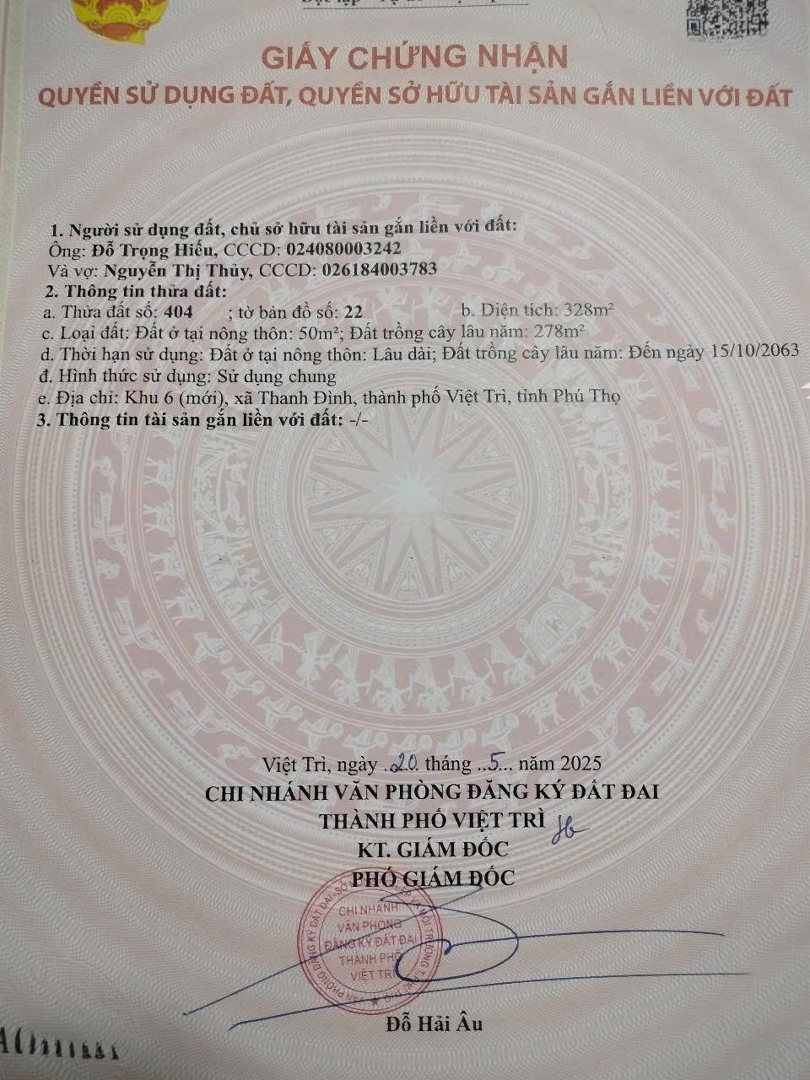 GIẤY CHỨNG NHẬN
QUYỀN SỬ DỤNG ĐẤT, QUYỀN SỞ HỮU TÀI SẢN GẮN LIỀN VỚI ĐẤT
1. Người sử dụng đất, chủ sở hữu tài sản gắn liền với đất:
Ông: Đỗ Trọng Hiếu, CCCD: 024080003242
Và vợ: Nguyễn Thị Thủy, CCCD: 026184003783
2. Thông tin thửa đất:
a. Thửa đất số: 404 ; tờ bản đồ số: 22 b. Diện tích: 328m²
c. Loại đất: Đất ở tại nông thôn: 50m²; Đất trồng cây lâu năm: 278m²
d. Thời hạn sử dụng: Đất ở tại nông thôn: Lâu dài; Đất trồng cây lâu năm: Đến ngày 15/10/2063
đ. Hình thức sử dụng: Sử dụng chung
e. Địa chỉ: Khu 6 (mới), xã Thanh Đình, thành phố Việt Trì, tỉnh Phú Thọ
3. Thông tin tài sản gắn liền với đất: -/-
Việt Trì, ngày .20. tháng ..5... năm 2025
CHI NHÁNH VĂN PHÒNG ĐĂNG KÝ ĐẤT ĐAI
THÀNH PHỐ VIỆT TRÌ
KT. GIÁM ĐỐC
PHÓ GIÁM ĐỐC
CHI NHÁNH
VĂN PHÒNG
ĐĂNG KÝ ĐẤT ĐAI
THÀNH PHỐ
VIỆT TRÌ
Đỗ Hải Âu